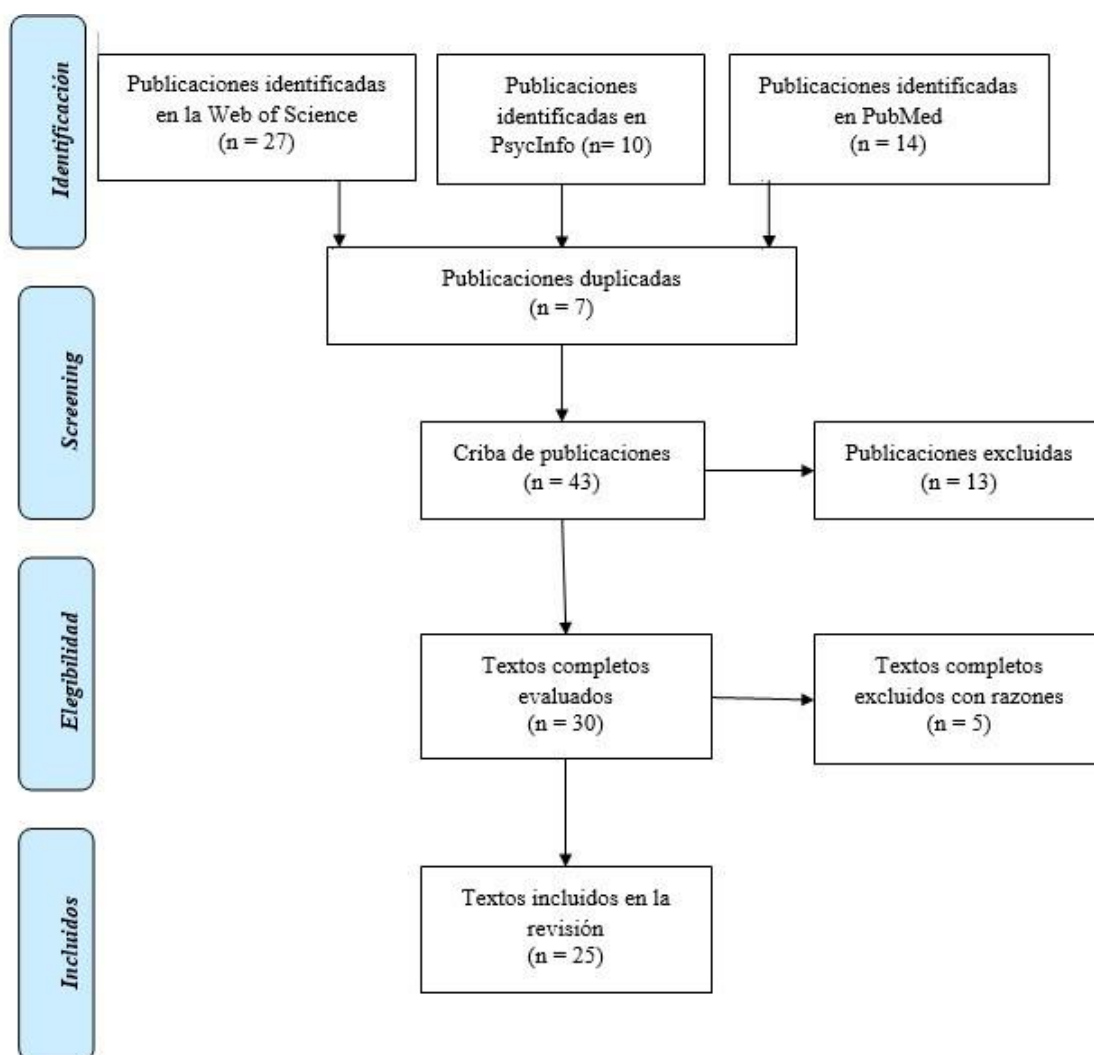 Identificación
Publicaciones identificadas
en la Web of Science
(n = 27)
Publicaciones
identificadas en
PsycInfo (n= 10)
Publicaciones identificadas
en PubMed
(n = 14)
Publicaciones duplicadas
(n = 7)
Screening
Criba de publicaciones
(n = 43)
Publicaciones excluidas
(n = 13)
Elegibilidad
Textos completos
evaluados
(n = 30)
Textos completos
excluidos con razones
(n = 5)
Incluidos
Textos incluidos en la
revisión
(n = 25)